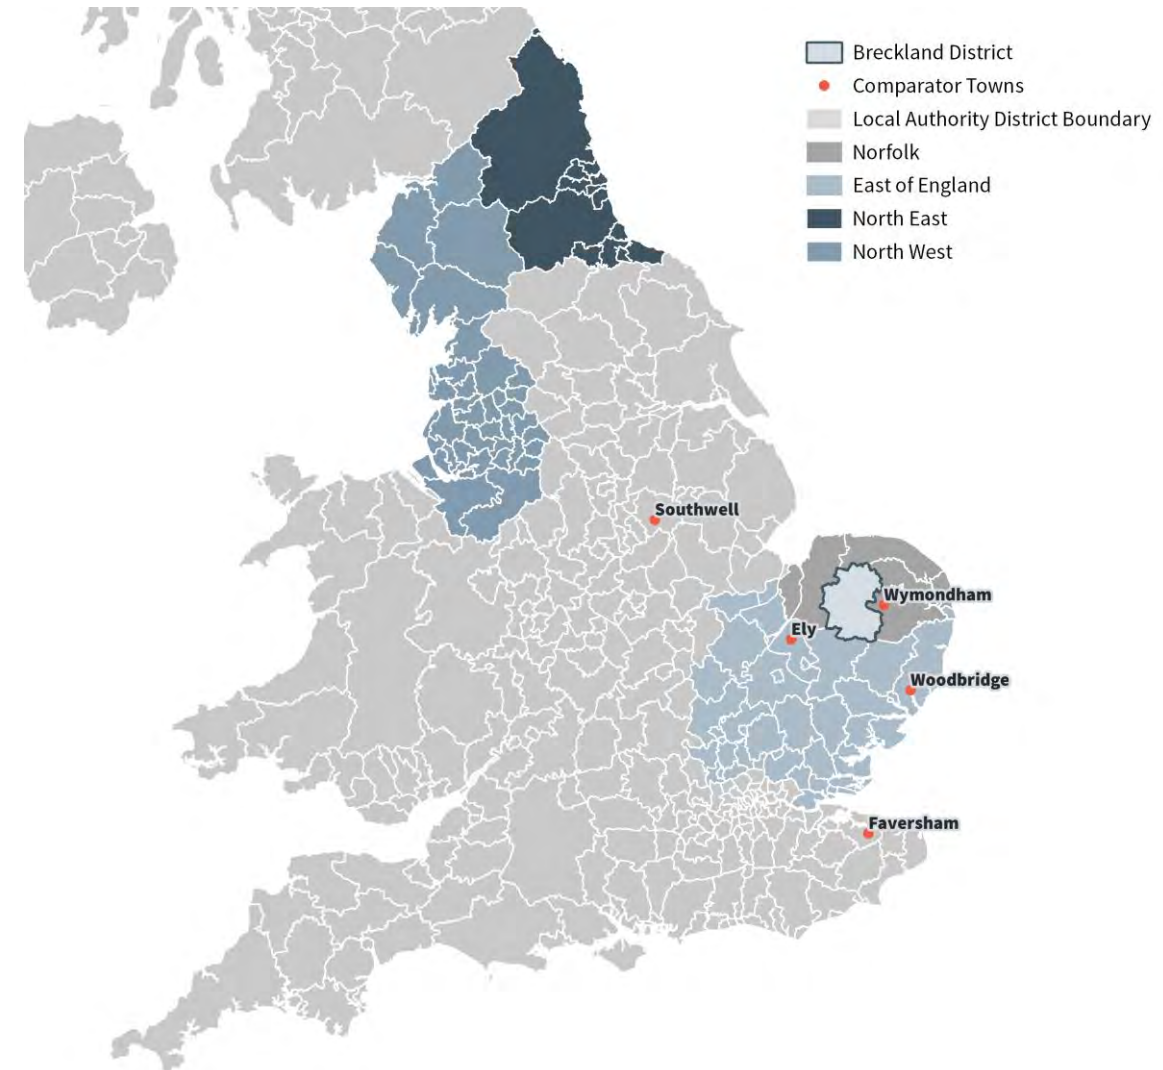 Breckland District
Comparator Towns
Local Authority District Boundary
Norfolk
East of England
North East
North West
Southwell
Wymondham
Ely
Woodbridge
Faversham